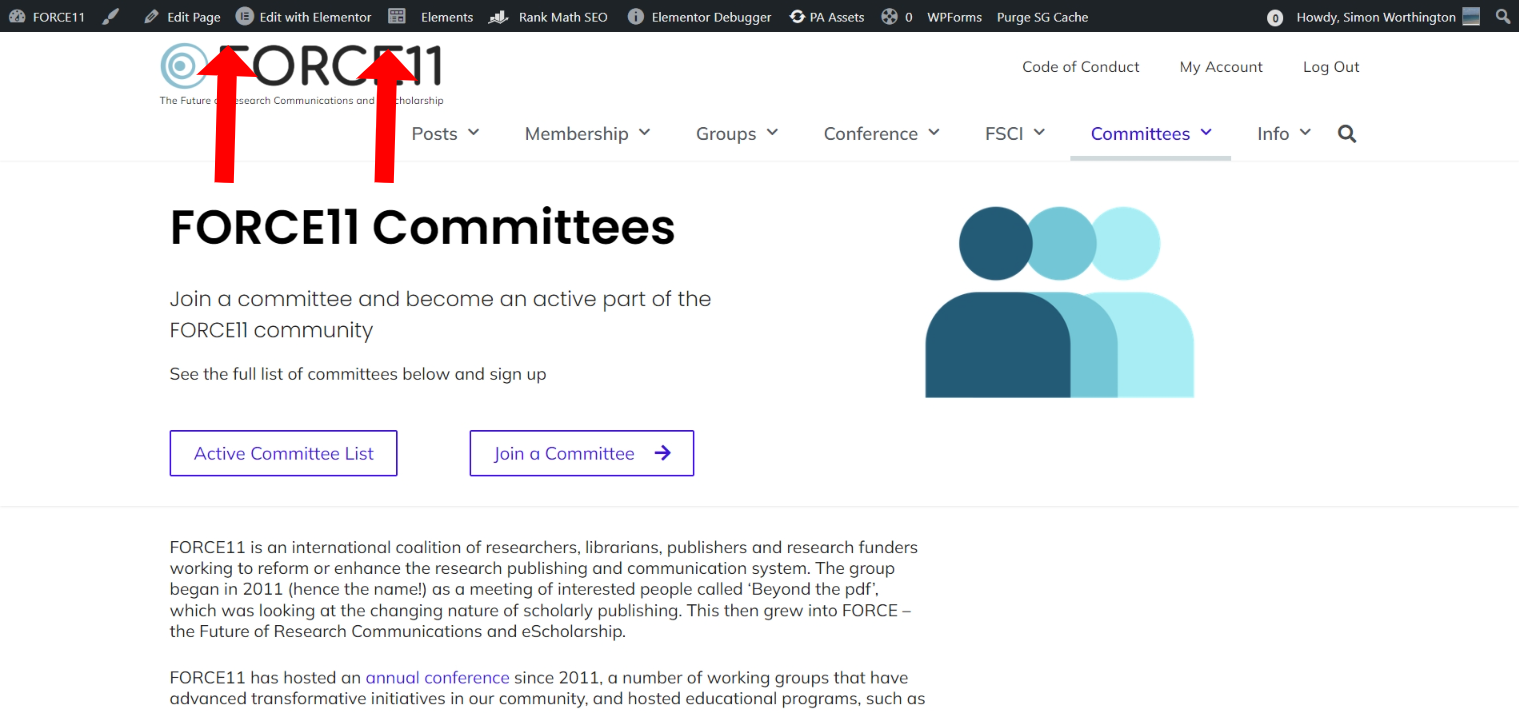 FORCE11 Edit Page Edit with Elementor Elements Rank Math SEO Elementor Debugger PA Assets 0 WPForms Purge SG Cache 0 Howdy, Simon Worthington
FORCE11
The Future Research Communications and
Code of Conduct My Account Log Out
Posts Membership Groups Conference FSCI Committees Info
FORCE11 Committees
Join a committee and become an active part of the
FORCE11 community
See the full list of committees below and sign up
Active Committee List Join a Committee
FORCE11 is an international coalition of researchers, librarians, publishers and research funders
working to reform or enhance the research publishing and communication system. The group
began in 2011 (hence the name!) as a meeting of interested people called ‘Beyond the pdf’,
which was looking at the changing nature of scholarly publishing. This then grew into FORCE –
the Future of Research Communications and eScholarship.
FORCE11 has hosted an annual conference since 2011, a number of working groups that have
advanced transformative initiatives in our community, and hosted educational programs, such as